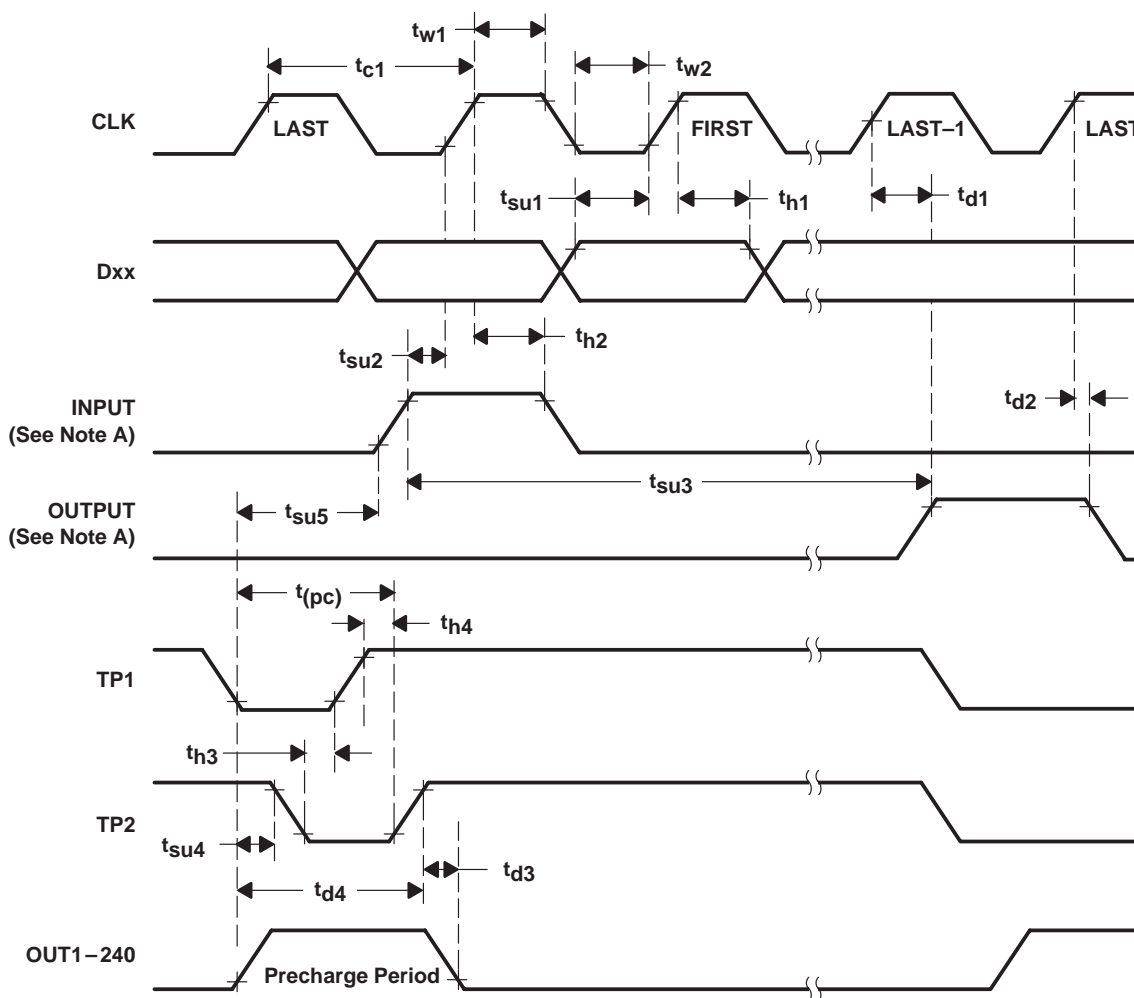 tw1
tc1
tw2
CLK
LAST
FIRST
LAST–1
LAST
tsu1
th1
td1
Dxx
tsu2
th2
INPUT
(See Note A)
td2
tsu3
OUTPUT
(See Note A)
tsu5
t(pc)
th4
TP1
th3
TP2
tsu4
td3
td4
OUT1–240
Precharge Period